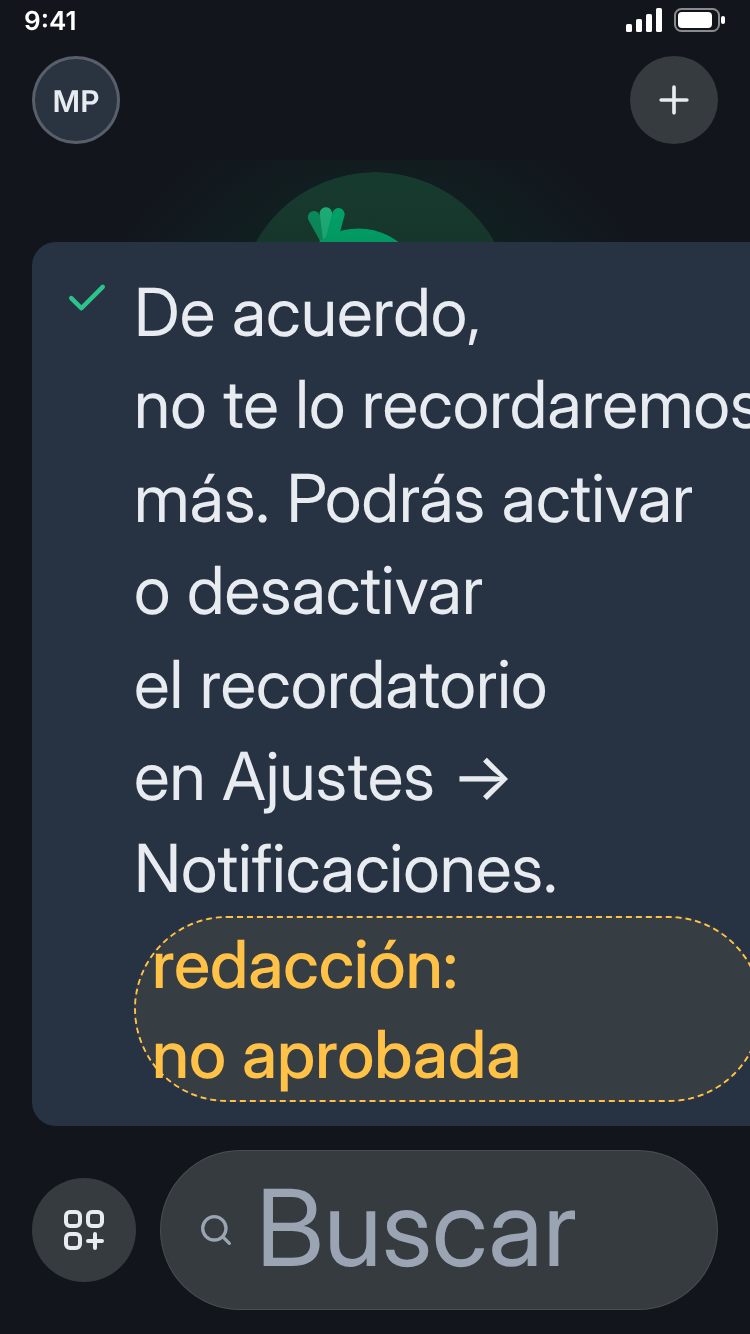 9:41
MP
De acuerdo,
no te lo recordaremos
más. Podrás activar
o desactivar
el recordatorio
en Ajustes →
Notificaciones.
redacción:
no aprobada
Buscar